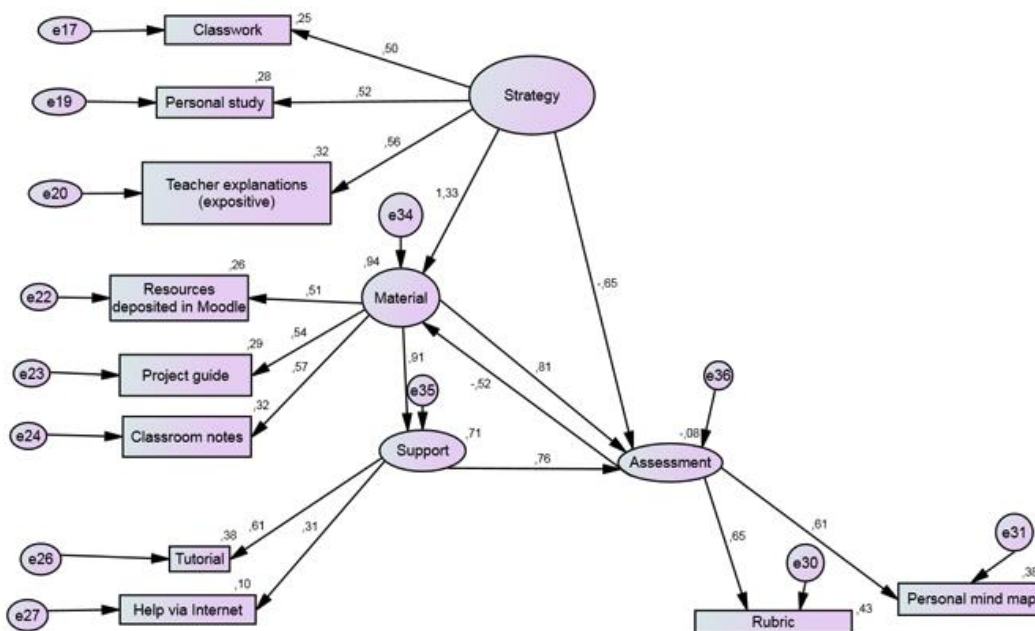 ,25
e17
Classwork
,50
,28
e19
Personal study
,52
Strategy
,32
,56
e20
Teacher explanations
(expositive)
e34
1,33
,94
,26
-,65
e22
Resources
deposited in Moodle
,51
Material
,54
,29
e23
Project guide
,57
,91
,81
e35
-,52
e36
,32
e24
Classroom notes
Support
,71
-,08
,76
Assessment
,61
,31
,38
e26
Tutorial
,65
,61
e31
e30
,10
e27
Help via Internet
,38
Personal mind map
,43
Rubric